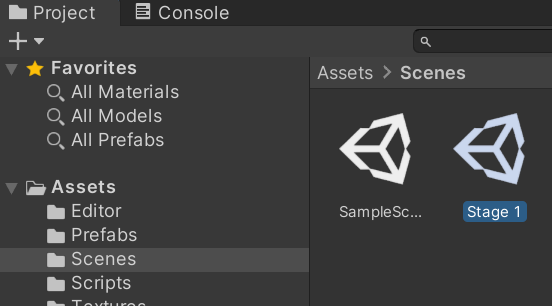 Project
Console
Favorites
All Materials
All Models
All Prefabs
Assets
Editor
Prefabs
Scenes
Scripts
Textures
Assets > Scenes
SampleSc...
Stage 1